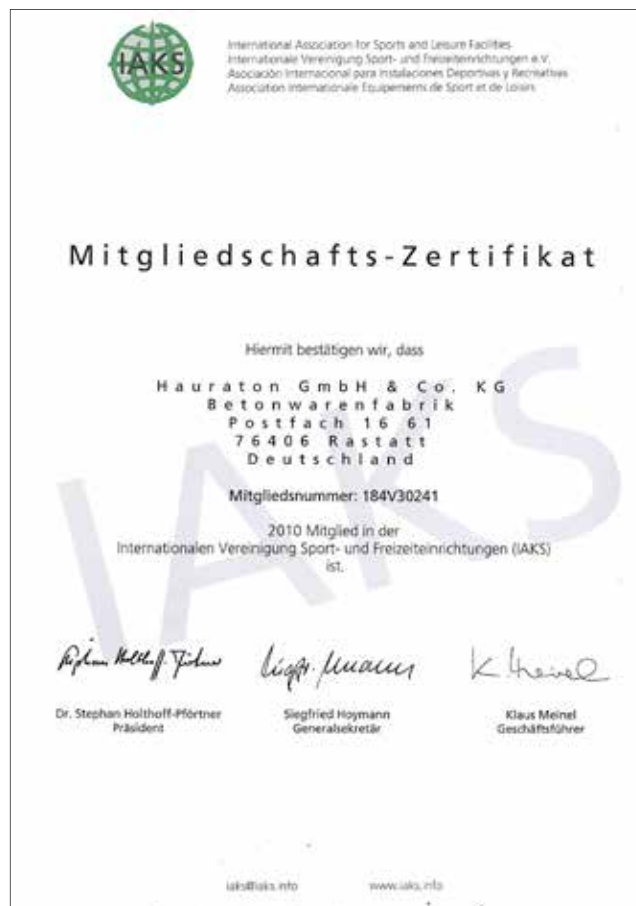 IAKS
International Association for Sports and Leisure Facilities
Internationale Vereinigung Sport- und Freizeiteinrichtungen e.V.
Asociación Internacional para Instalaciones Deportivas y Recreativas
Association Internationale Équipements de Sport et de Loisirs
Mitgliedschafts-Zertifikat
Hiermit bestätigen wir, dass
Hauraton GmbH & Co. KG
Betonwarenfabrik
Postfach 16 61
76406 Rastatt
Deutschland
Mitgliedsnummer: 184V30241
2010 Mitglied in der
Internationalen Vereinigung Sport- und Freizeiteinrichtungen (IAKS)
ist.
IAKS
Dr. Stephan Holthoff-Pförtner
Präsident
Siegfried Hoymann
Generalsekretär
Klaus Meinel
Geschäftsführer
iaks@iaks.info
www.iaks.info